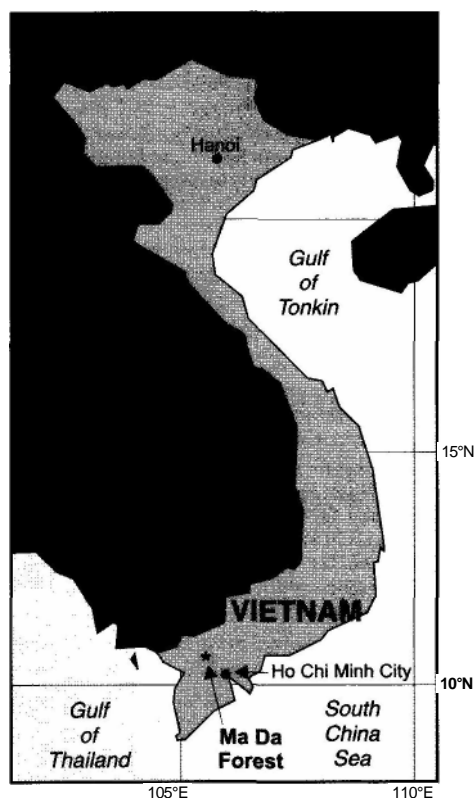 Hanoi
Gulf
of
Tonkin
15°N
VIETNAM
Ho Chi Minh City
10°N
Gulf
of
Thailand
Ma Da
Forest
South
China
Sea
105°E
110°E